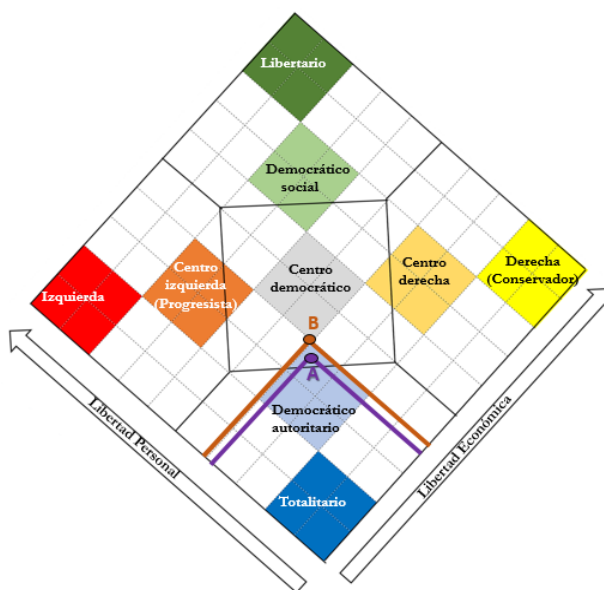 Libertario
Democrático
social
Centro
izquierda
(Progresista)
Centro
democrático
Centro
derecha
Derecha
(Conservador)
Izquierda
B
A
Democrático
autoritario
Libertad Personal
Libertad Económica
Totalitario